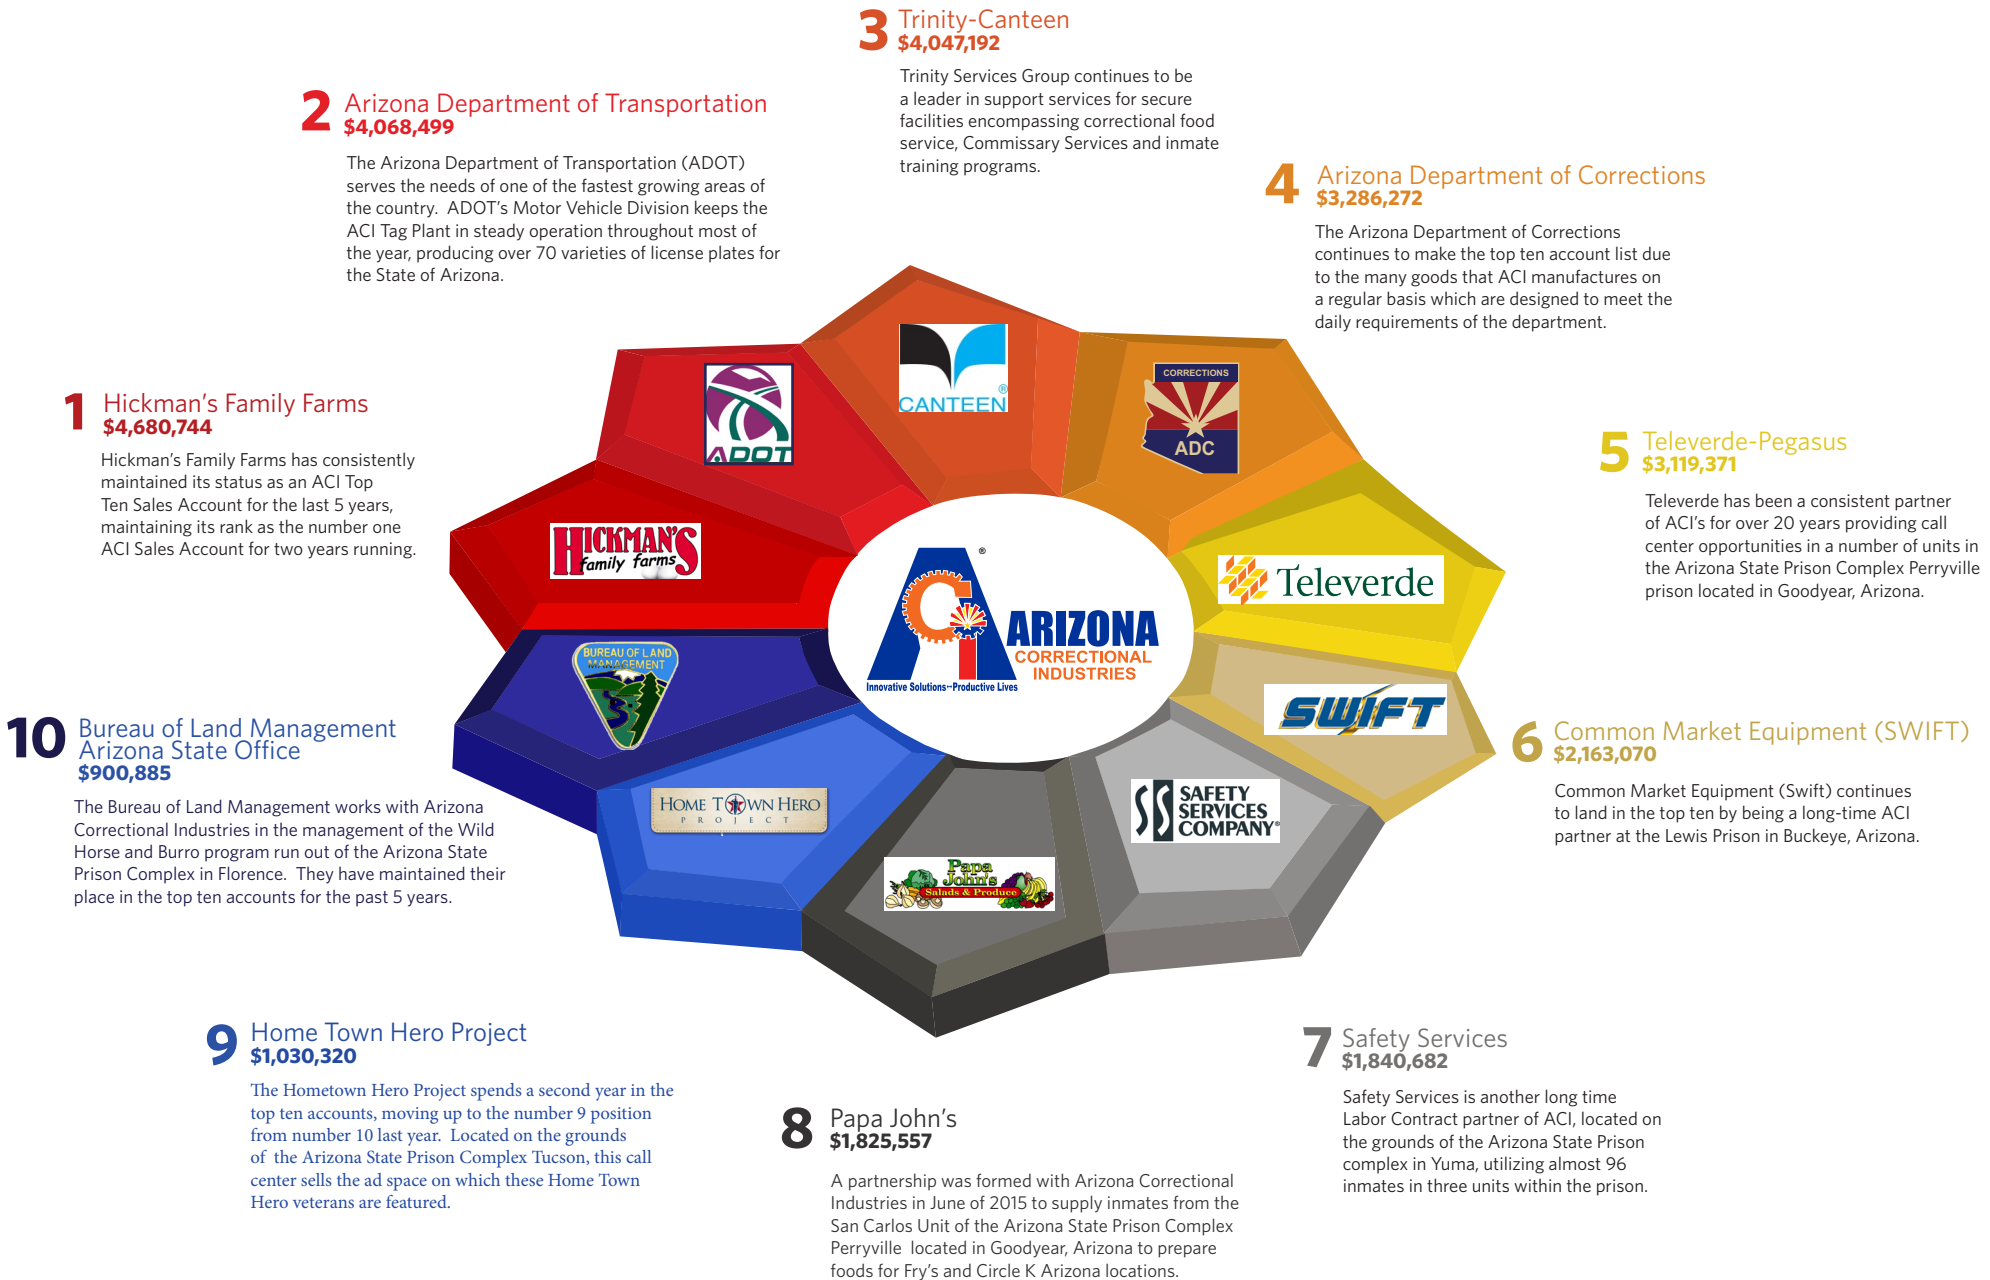 3 Trinity-Canteen
$4,047,192
Trinity Services Group continues to be
a leader in support services for secure
facilities encompassing correctional food
service, Commissary Services and inmate
training programs.
2 Arizona Department of Transportation
$4,068,499
The Arizona Department of Transportation (ADOT)
serves the needs of one of the fastest growing areas of
the country.  ADOT's Motor Vehicle Division keeps the
ACI Tag Plant in steady operation throughout most of
the year, producing over 70 varieties of license plates for
the State of Arizona.
4 Arizona Department of Corrections
$3,286,272
The Arizona Department of Corrections
continues to make the top ten account list due
to the many goods that ACI manufactures on
a regular basis which are designed to meet the
daily requirements of the department.
1 Hickman's Family Farms
$4,680,744
Hickman's Family Farms has consistently
maintained its status as an ACI Top
Ten Sales Account for the last 5 years,
maintaining its rank as the number one
ACI Sales Account for two years running.
5 Televerde-Pegasus
$3,119,371
Televerde has been a consistent partner
of ACI's for over 20 years providing call
center opportunities in a number of units in
the Arizona State Prison Complex Perryville
prison located in Goodyear, Arizona.
ADOT
®
CANTEEN
CORRECTIONS
ADC
HICKMAN'S
family farms
Televerde
®
ARIZONA
CORRECTIONAL
INDUSTRIES
Innovative Solutions--Productive Lives
BUREAU OF LAND
MANAGEMENT
SWIFT
HOME TOWN HERO
PROJECT
SAFETY
SERVICES
COMPANY®
Papa
John's
Salads & Produce
10 Bureau of Land Management
Arizona State Office
$900,885
The Bureau of Land Management works with Arizona
Correctional Industries in the management of the Wild
Horse and Burro program run out of the Arizona State
Prison Complex in Florence.  They have maintained their
place in the top ten accounts for the past 5 years.
6 Common Market Equipment (SWIFT)
$2,163,070
Common Market Equipment (Swift) continues
to land in the top ten by being a long-time ACI
partner at the Lewis Prison in Buckeye, Arizona.
9 Home Town Hero Project
$1,030,320
The Hometown Hero Project spends a second year in the
top ten accounts, moving up to the number 9 position
from number 10 last year.  Located on the grounds
of  the Arizona State Prison Complex Tucson, this call
center sells the ad space on which these Home Town
Hero veterans are featured.
7 Safety Services
$1,840,682
Safety Services is another long time
Labor Contract partner of ACI, located on
the grounds of the Arizona State Prison
complex in Yuma, utilizing almost 96
inmates in three units within the prison.
8 Papa John's
$1,825,557
A partnership was formed with Arizona Correctional
Industries in June of 2015 to supply inmates from the
San Carlos Unit of the Arizona State Prison Complex
Perryville  located in Goodyear, Arizona to prepare
foods for Fry's and Circle K Arizona locations.